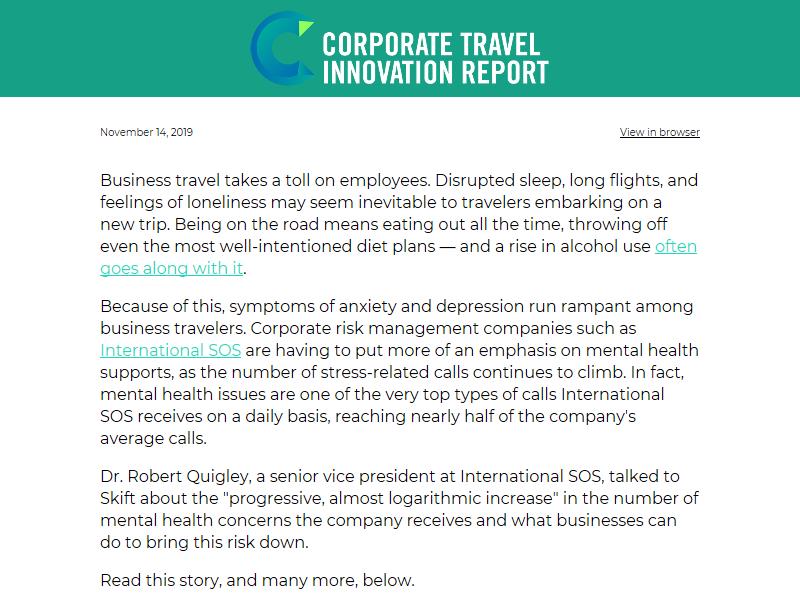 CORPORATE TRAVEL
INNOVATION REPORT
November 14, 2019
View in browser
Business travel takes a toll on employees. Disrupted sleep, long flights, and
feelings of loneliness may seem inevitable to travelers embarking on a
new trip. Being on the road means eating out all the time, throwing off
even the most well-intentioned diet plans — and a rise in alcohol use often
goes along with it.
Because of this, symptoms of anxiety and depression run rampant among
business travelers. Corporate risk management companies such as
International SOS are having to put more of an emphasis on mental health
supports, as the number of stress-related calls continues to climb. In fact,
mental health issues are one of the very top types of calls International
SOS receives on a daily basis, reaching nearly half of the company's
average calls.
Dr. Robert Quigley, a senior vice president at International SOS, talked to
Skift about the "progressive, almost logarithmic increase" in the number of
mental health concerns the company receives and what businesses can
do to bring this risk down.
Read this story, and many more, below.